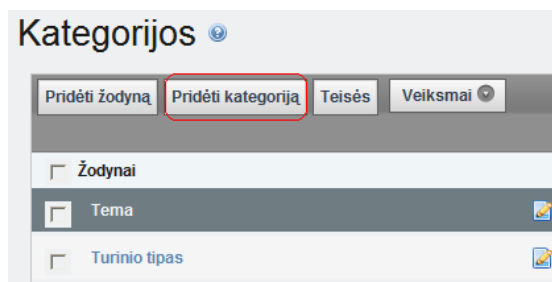 Kategorijos
Pridėti žodyną Pridėti kategoriją Teisės Veiksmai
Žodynai
Tema
Turinio tipas